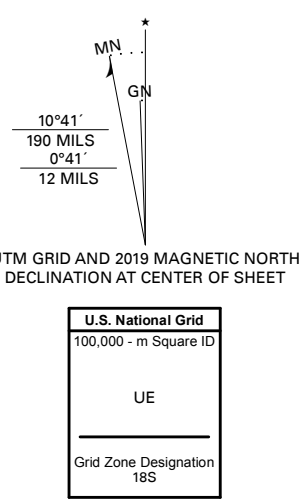 ★
MN
GN
10°41´
190 MILS
0°41´
12 MILS
UTM GRID AND 2019 MAGNETIC NORTH
DECLINATION AT CENTER OF SHEET
U.S. National Grid
100,000 - m Square ID
UE
Grid Zone Designation
18S